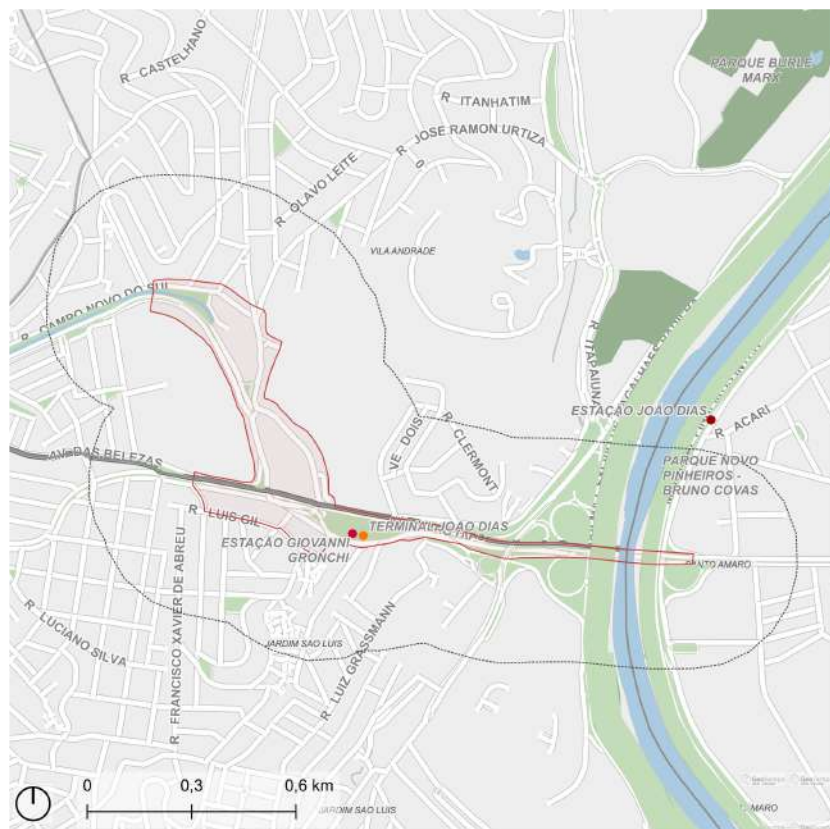 R CASTELHANO
PARQUE BURLE
MARX
R ITANHATIM
R JOSE RAMON URTIZA
R OLAVO LEITE
VILA ANDRADE
R CAMPO NOVO DO SUL
R ITAPAIUNA
ESTAÇÃO JOÃO DIAS
R ACARI
VE DOIS
R CLERMONT
AV DAS BELEZAS
PARQUE NOVO
PINHEIROS -
BRUNO COVAS
R LUIS GIL
TERMINAL JOÃO DIAS
ESTAÇÃO GIOVANNI
GRONCHI
SANTO AMARO
R FRANCISCO XAVIER DE ABREU
R LUCIANO SILVA
JARDIM SAO LUIS
R LUIZ GRASSMANN
0 0,3 0,6 km
JARDIM SAO LUIS